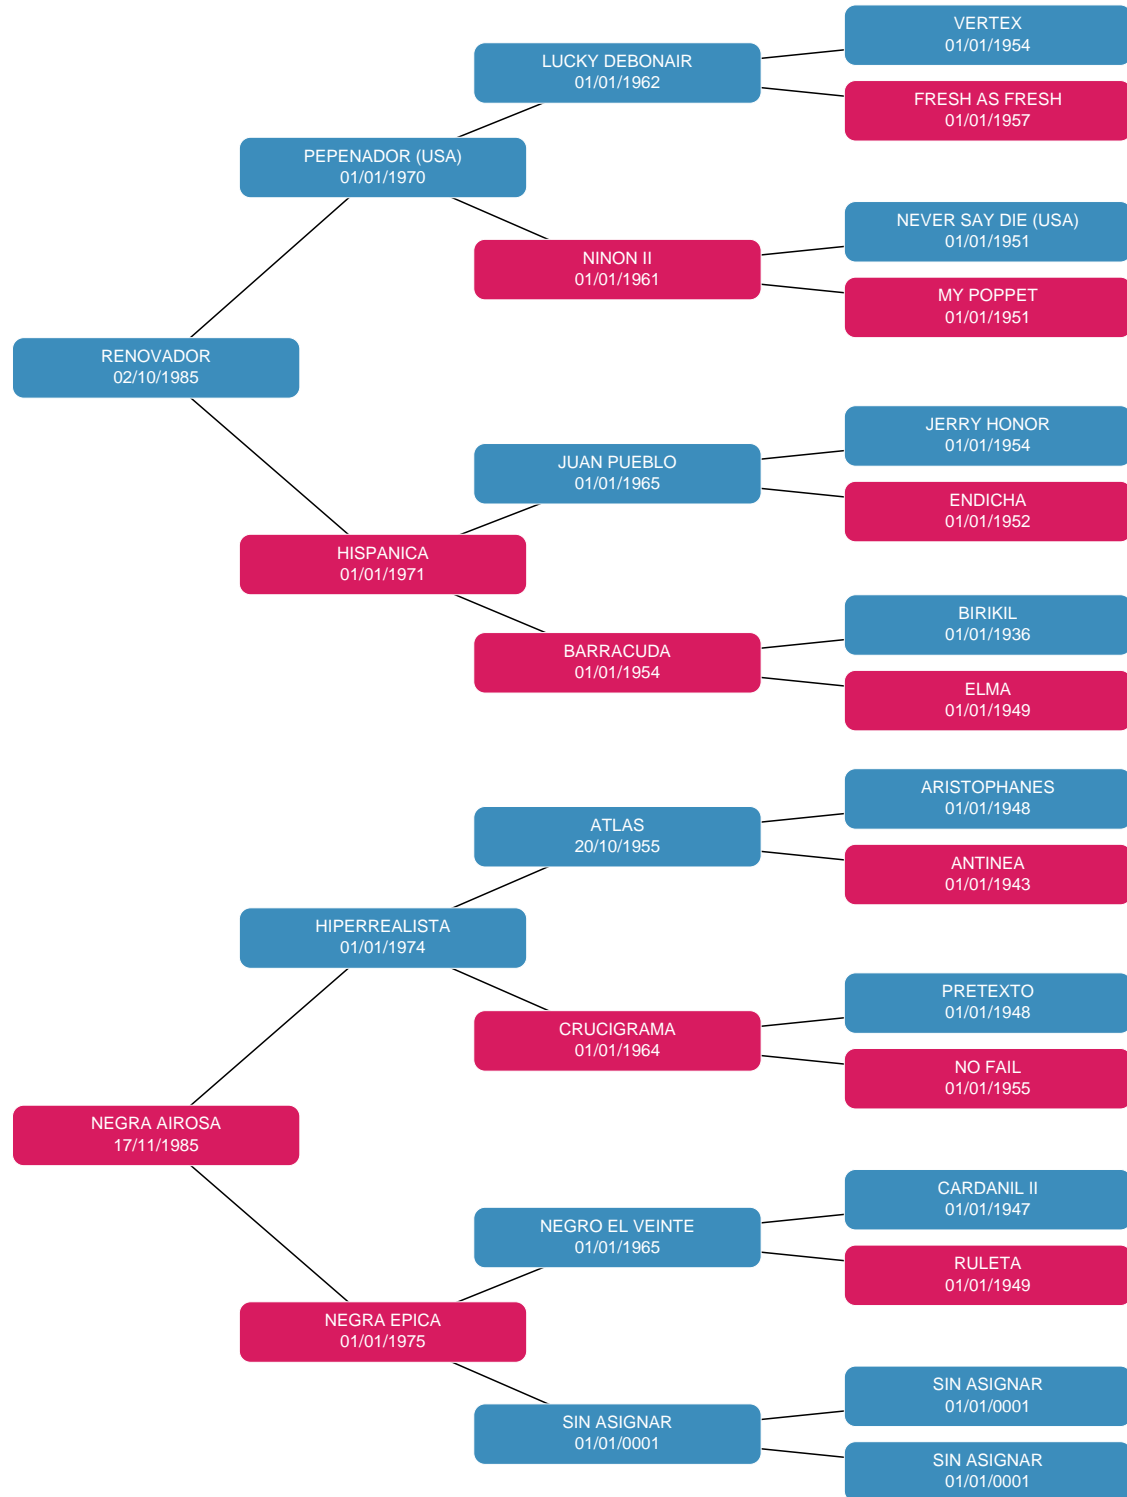 VERTEX
01/01/1954
LUCKY DEBONAIR
01/01/1962
FRESH AS FRESH
01/01/1957
PEPENADOR (USA)
01/01/1970
NEVER SAY DIE (USA)
01/01/1951
NINON II
01/01/1961
MY POPPET
01/01/1951
RENOVADOR
02/10/1985
JERRY HONOR
01/01/1954
JUAN PUEBLO
01/01/1965
ENDICHA
01/01/1952
HISPANICA
01/01/1971
BIRIKIL
01/01/1936
BARRACUDA
01/01/1954
ELMA
01/01/1949
ARISTOPHANES
01/01/1948
ATLAS
20/10/1955
ANTINEA
01/01/1943
HIPERREALISTA
01/01/1974
PRETEXTO
01/01/1948
CRUCIGRAMA
01/01/1964
NO FAIL
01/01/1955
NEGRA AIROSA
17/11/1985
CARDANIL II
01/01/1947
NEGRO EL VEINTE
01/01/1965
RULETA
01/01/1949
NEGRA EPICA
01/01/1975
SIN ASIGNAR
01/01/0001
SIN ASIGNAR
01/01/0001
SIN ASIGNAR
01/01/0001